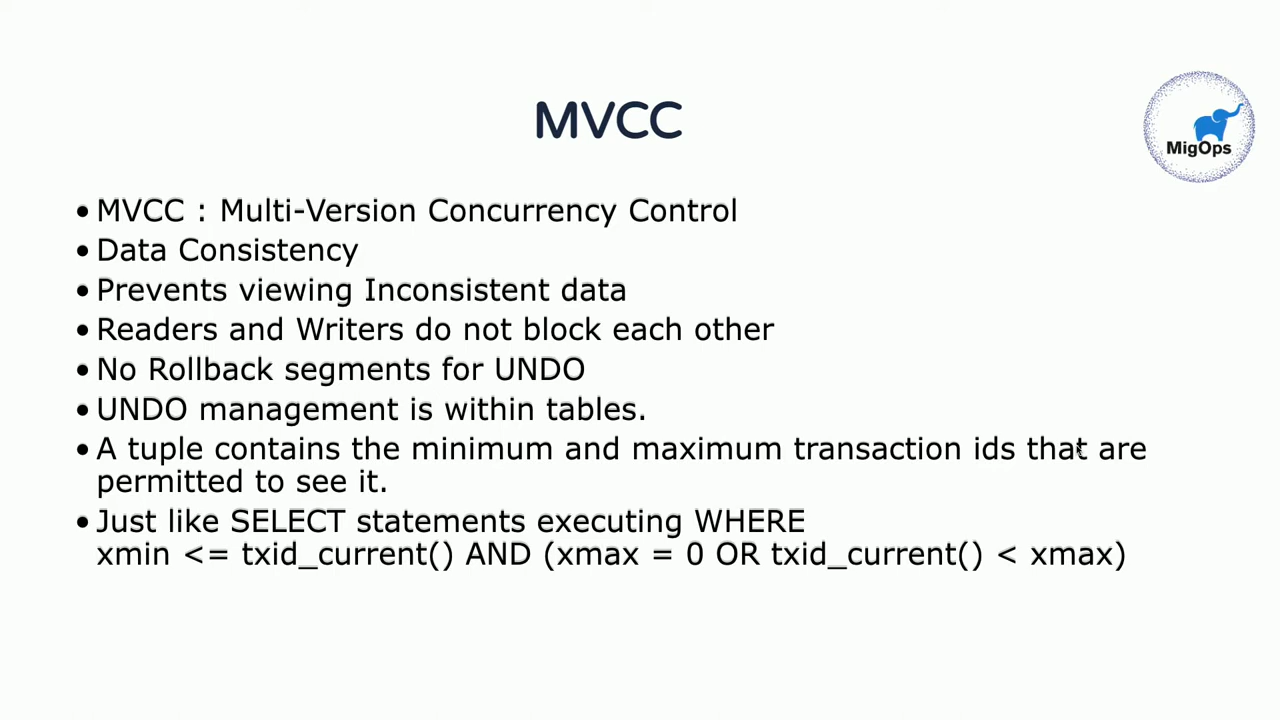 MVCC
MigOps
• MVCC : Multi-Version Concurrency Control
• Data Consistency
• Prevents viewing Inconsistent data
• Readers and Writers do not block each other
• No Rollback segments for UNDO
• UNDO management is within tables.
• A tuple contains the minimum and maximum transaction ids that are
permitted to see it.
• Just like SELECT statements executing WHERE
xmin <= txid_current() AND (xmax = 0 OR txid_current() < xmax)